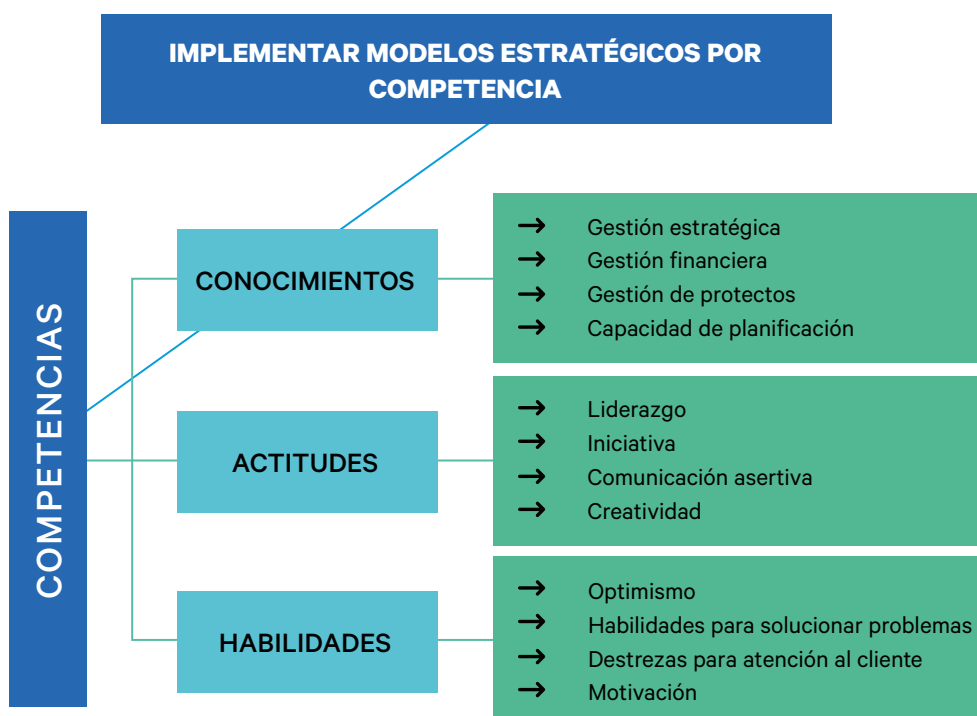 IMPLEMENTAR MODELOS ESTRATÉGICOS POR
COMPETENCIA
COMPETENCIAS
CONOCIMIENTOS
→ Gestión estratégica
→ Gestión financiera
→ Gestión de protectos
→ Capacidad de planificación
ACTITUDES
→ Liderazgo
→ Iniciativa
→ Comunicación asertiva
→ Creatividad
HABILIDADES
→ Optimismo
→ Habilidades para solucionar problemas
→ Destrezas para atención al cliente
→ Motivación